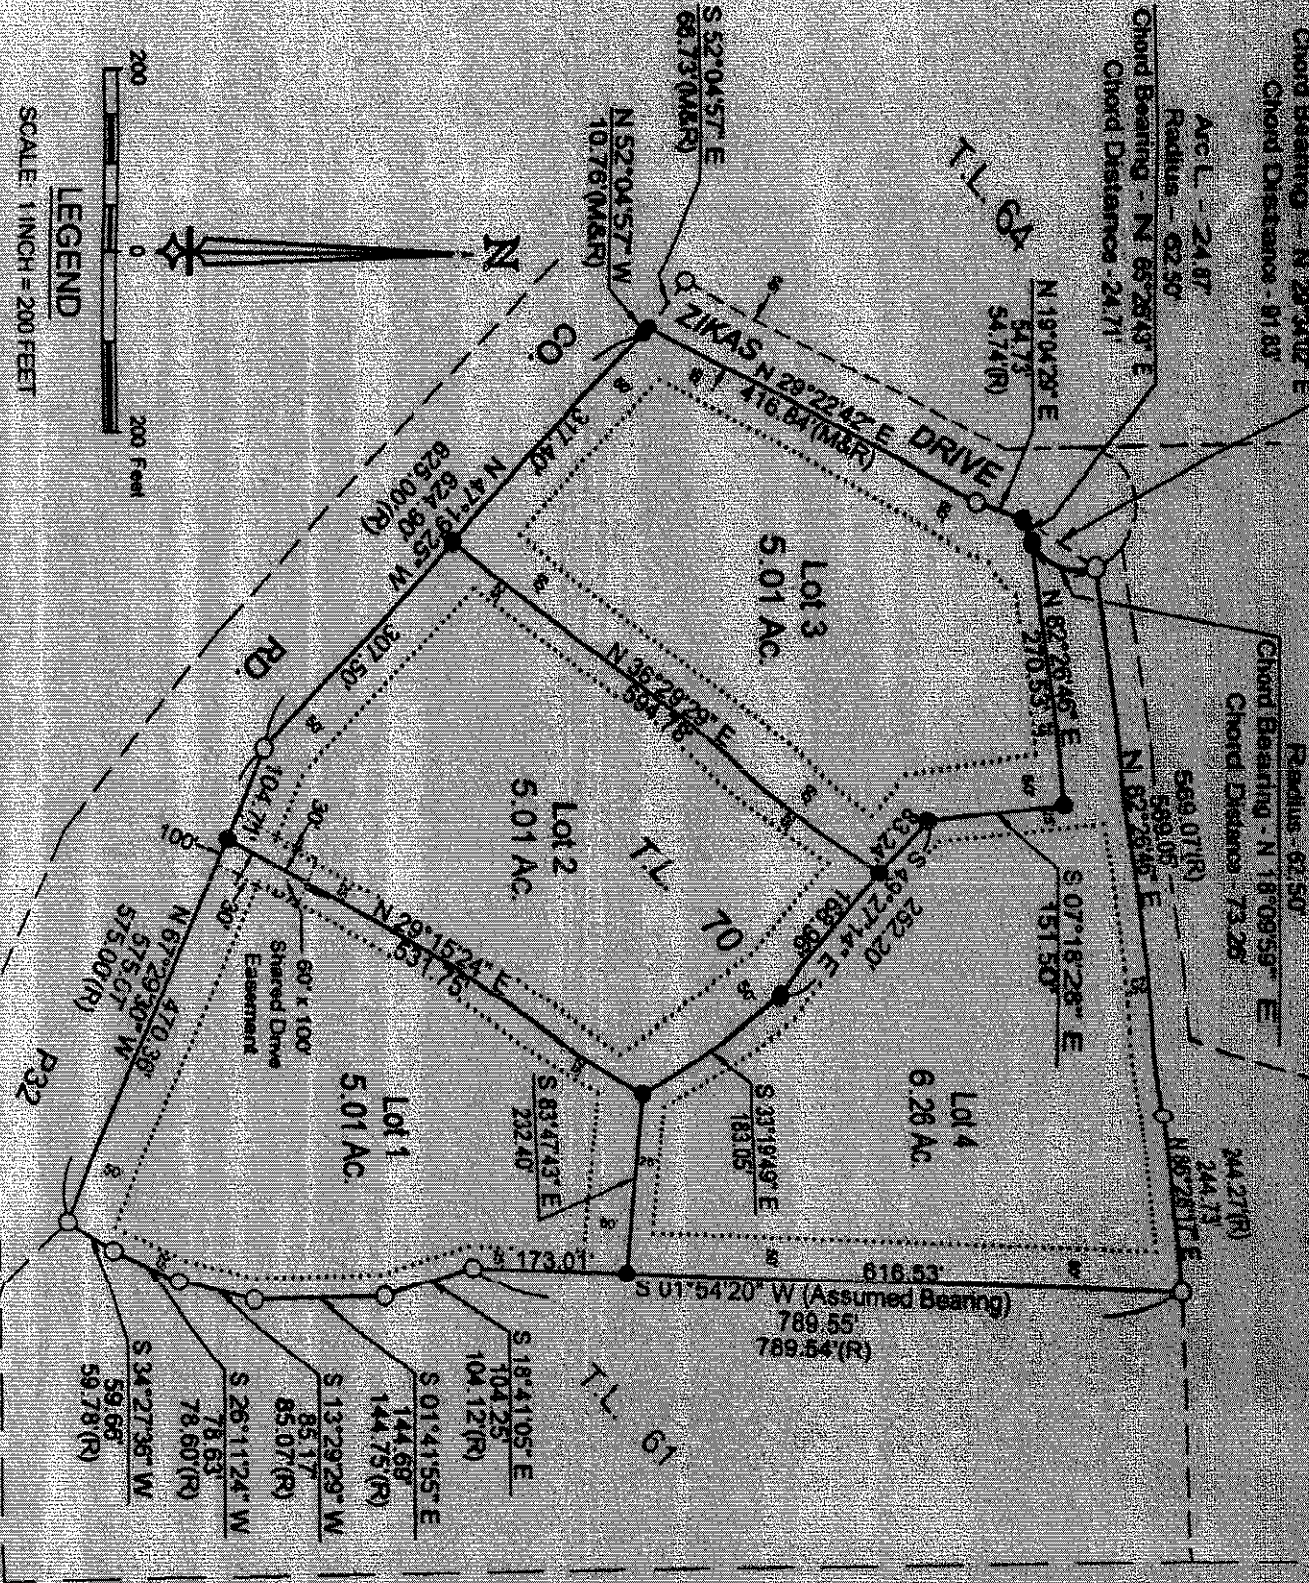 Chord Distance - 91.83'
Arc L - 24.87'
Radius - 62.50'
Chord Bearing - N 66°26'43" E
Chord Distance - 24.71'
Radius - 62.50'
Chord Bearing - N 18°09'59" E
Chord Distance - 73.26'
S 52°04'57" E
68.73'(M&R)
N 52°04'57" W
10.76'(M&R)
T.L. 64
N 19°04'29" E
54.73'
54.74'(R)
ZIKAS DRIVE
N 29°22'42" E
416.84'(M&R)
569.07'(R)
569.05'
N 82°26'46" E
244.27'(R)
244.73'
N 86°28'17" E
N 82°26'46" E
270.53'
Lot 3
5.01 Ac.
S 07°18'28" E
151.50'
CO. RD. P32
317.40'
N 47°19'25" W
624.90'
625.00'(R)
307.50'
N 36°29'29" E
594.78'
83.24'
S 49°27'14" E
252.20'
168.96'
Lot 4
6.26 Ac.
Lot 2
5.01 Ac.
T.L. 70
S 33°19'49" E
183.05'
104.71'
100'
30'
30'
N 29°15'24" E
531.75'
60' x 100'
Shared Drive
Easement
S 83°47'43" E
232.40'
Lot 1
5.01 Ac.
470.36'
N 67°29'30" W
575.07'
575.00'(R)
173.01'
616.53'
S 01°54'20" W (Assumed Bearing)
789.55'
789.54'(R)
T.L. 61
S 18°41'05" E
104.25'
104.12'(R)
S 01°41'55" E
144.69'
144.75'(R)
S 13°29'29" W
85.17'
85.07'(R)
S 26°11'24" W
78.63'
78.60'(R)
S 34°27'36" W
59.66'
59.78'(R)
N
200 0 200 Feet
SCALE: 1 INCH = 200 FEET
LEGEND